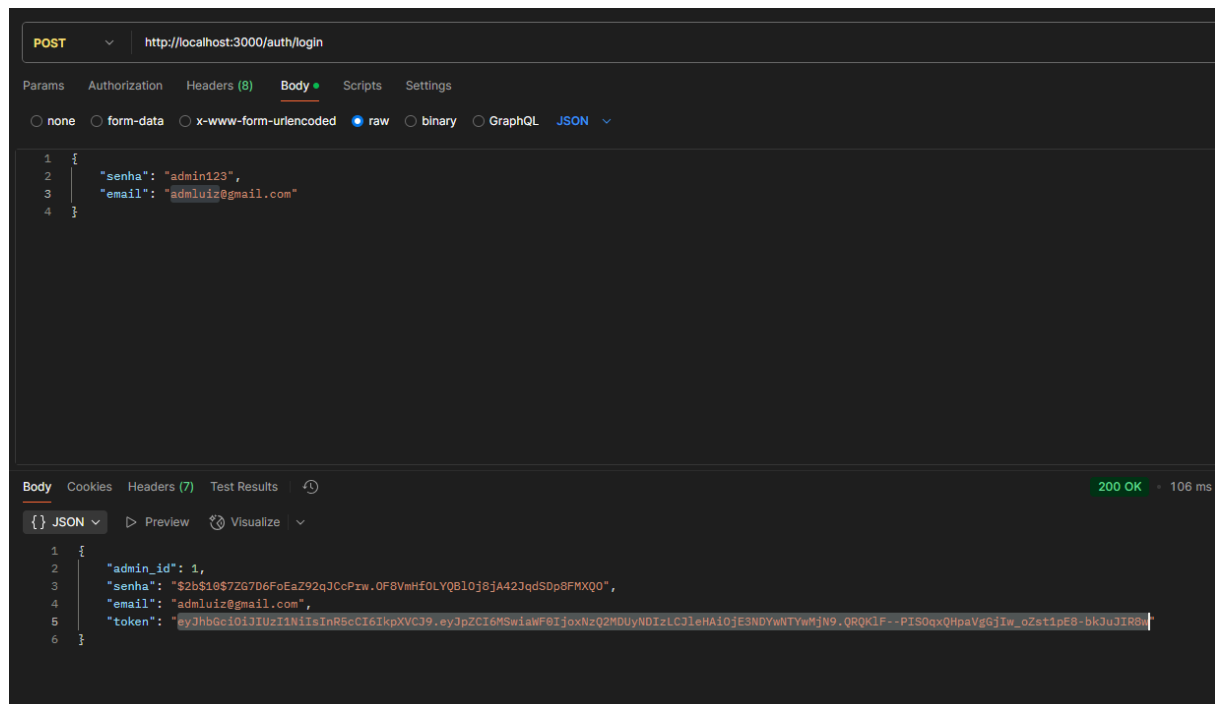 POST http://localhost:3000/auth/login
Params Authorization Headers (8) Body Scripts Settings
none form-data x-www-form-urlencoded raw binary GraphQL JSON
1 {
2 "senha": "admin123",
3 "email": "admluiz@gmail.com"
4 }
Body Cookies Headers (7) Test Results 200 OK 106 ms
{} JSON Preview Visualize
1 {
2 "admin_id": 1,
3 "senha": "$2b$10$7ZG7D6FoEaZ92qJCcPrw.OF8VmHfOLYQBlOj8jA42JqdSDp8FMXQO",
4 "email": "admluiz@gmail.com",
5 "token": "eyJhbGciOiJIUzI1NiIsInR5cCI6IkpXVCJ9.eyJpZCI6MSwiaWF0IjoxNzQ2MDUyNDIzLCJleHAiOjE3NDYwNTYwMjN9.QRQKlF--PISOqxQHpaVgGjIw_oZst1pE8-bkJuJIR8w"
6 }